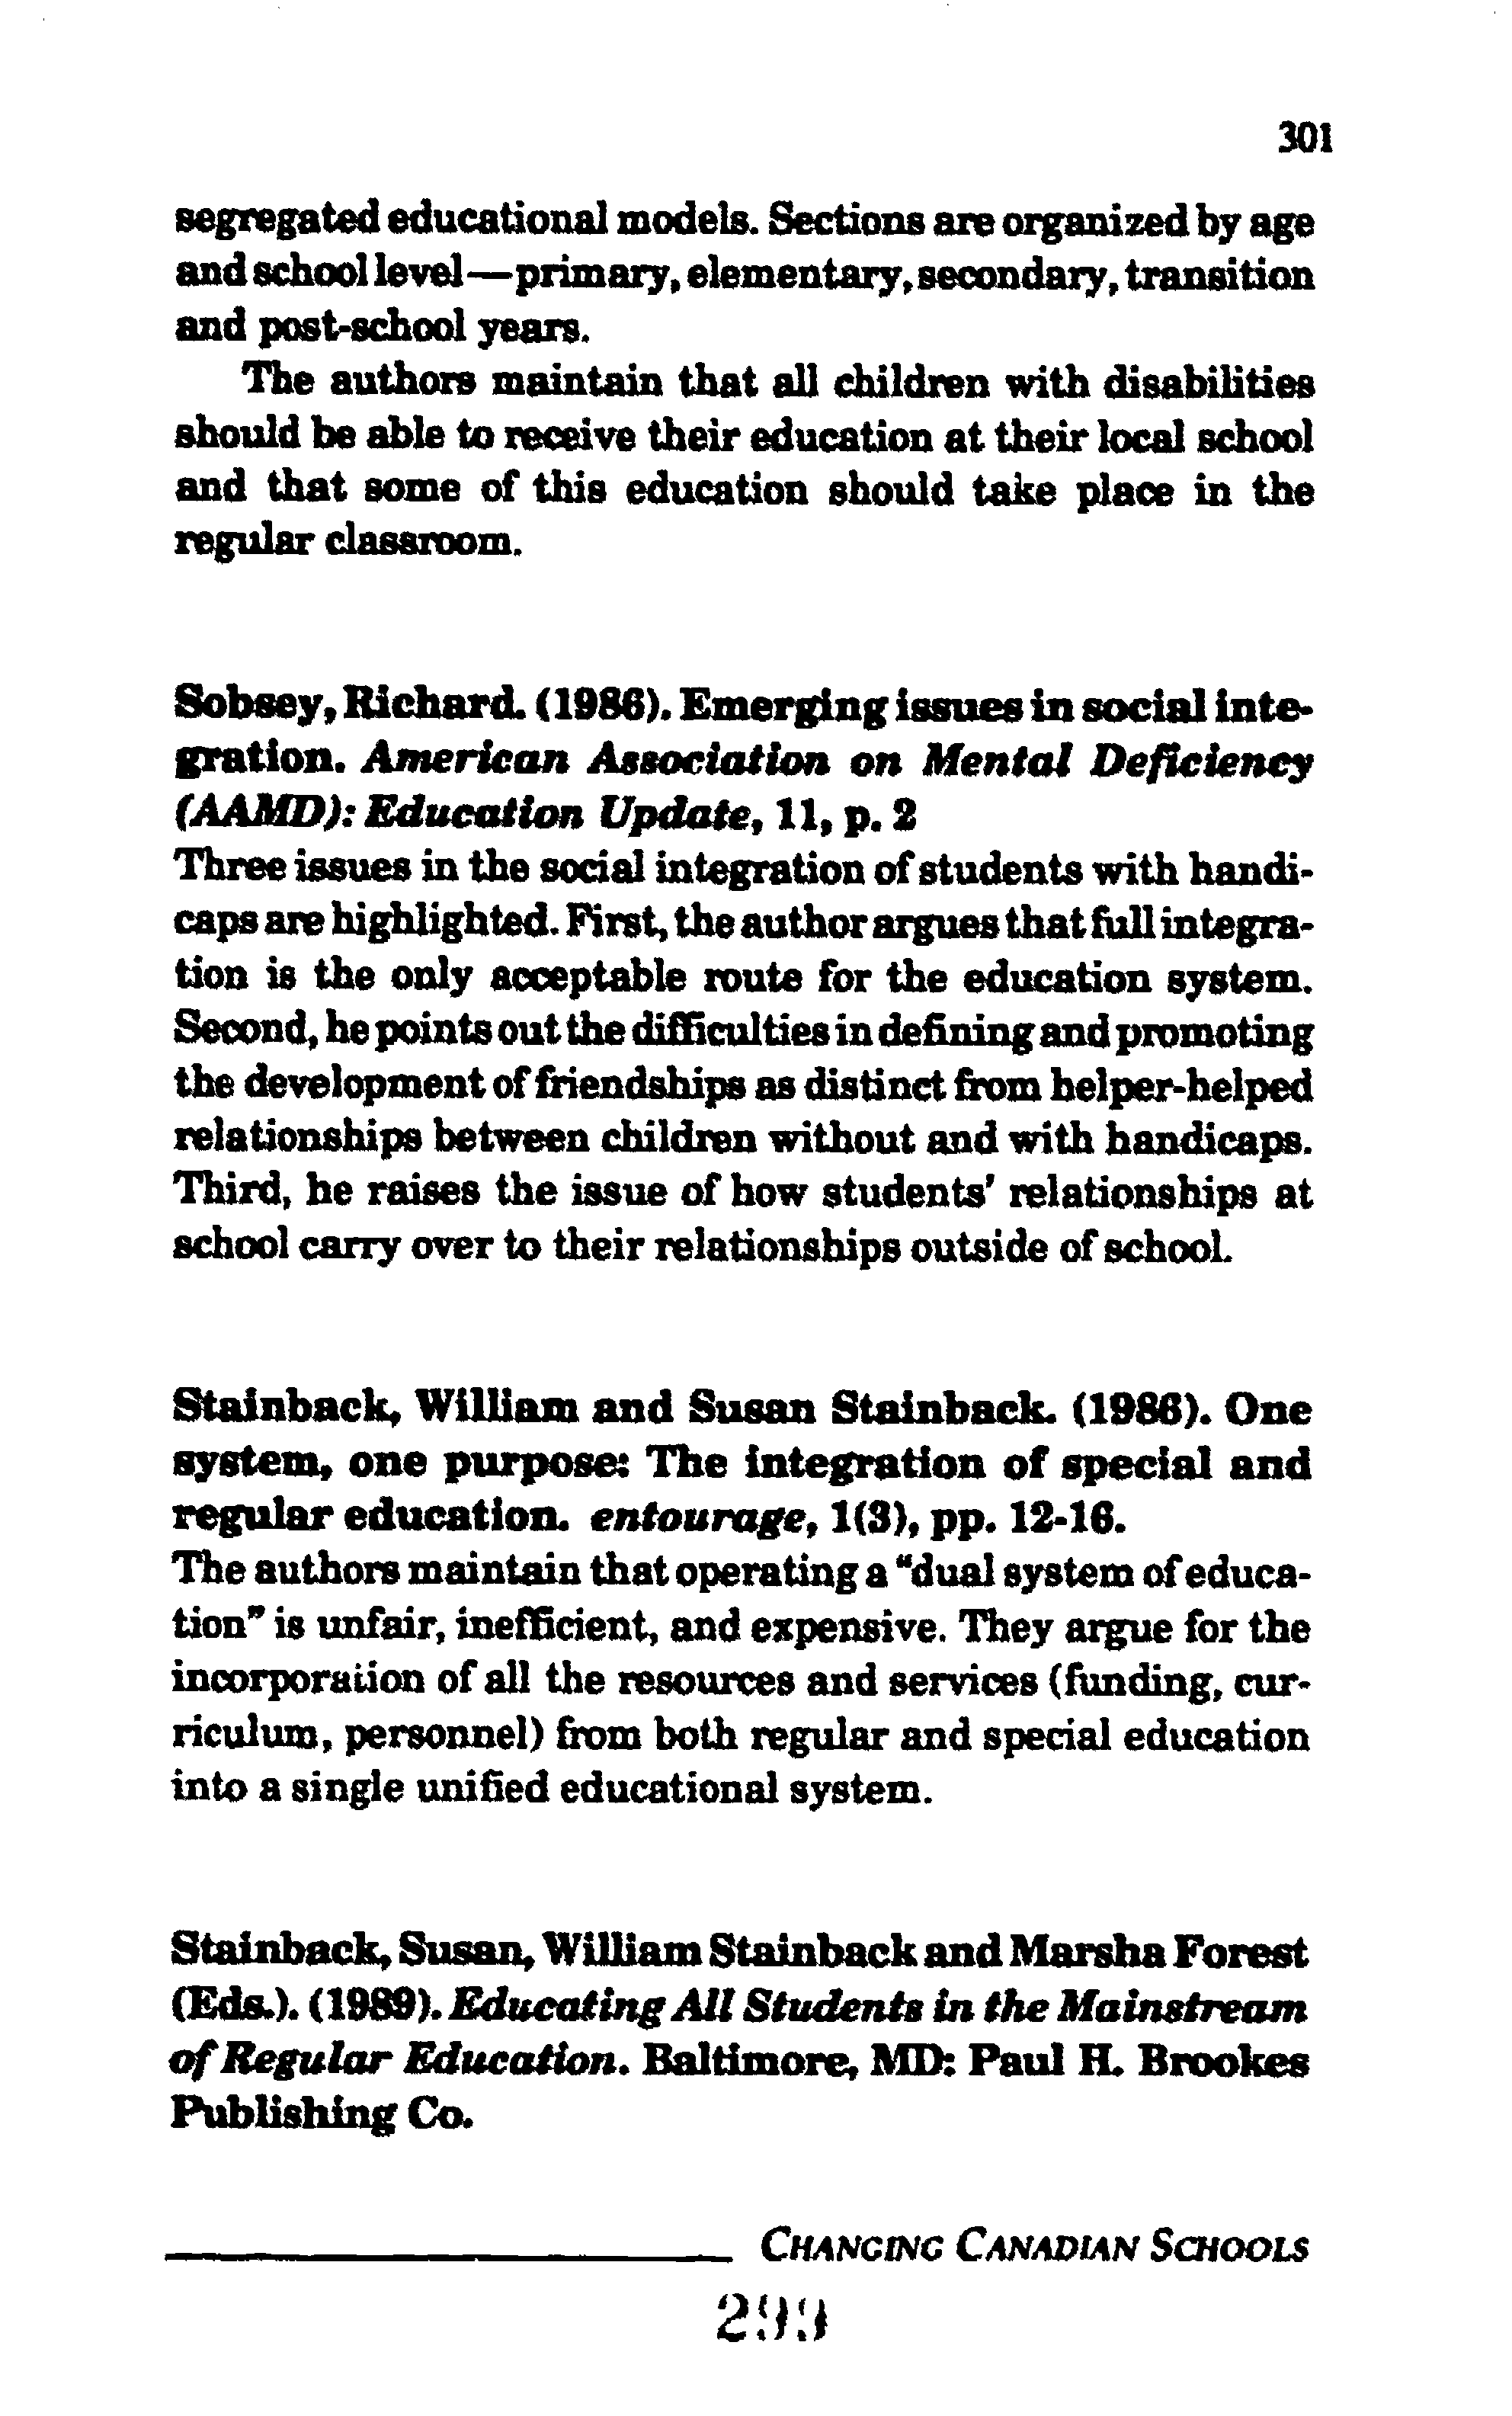 301
segregated educational models. Sections are organized by age
and school level—primary, elementary, secondary, transition
and post-school years.
The authors maintain that all children with disabilities
should be able to receive their education at their local school
and that some of this education should take place in the
regular classroom.
Sobsey, Richard. (1986). Emerging issues in social inte-
gration. American Association on Mental Deficiency
(AAMD): Education Update, 11, p. 2
Three issues in the social integration of students with handi-
caps are highlighted. First, the author argues that full integra-
tion is the only acceptable route for the education system.
Second, he points out the difficulties in defining and promoting
the development of friendships as distinct from helper-helped
relationships between children without and with handicaps.
Third, he raises the issue of how students' relationships at
school carry over to their relationships outside of school.
Stainback, William and Susan Stainback. (1986). One
system, one purpose: The integration of special and
regular education. entourage, 1(3), pp. 12-16.
The authors maintain that operating a "dual system of educa-
tion" is unfair, inefficient, and expensive. They argue for the
incorporation of all the resources and services (funding, cur-
riculum, personnel) from both regular and special education
into a single unified educational system.
Stainback, Susan, William Stainback and Marsha Forest
(Eds.). (1989). Educating All Students in the Mainstream
of Regular Education. Baltimore, MD: Paul H. Brookes
Publishing Co.
CHANGING CANADIAN SCHOOLS
299